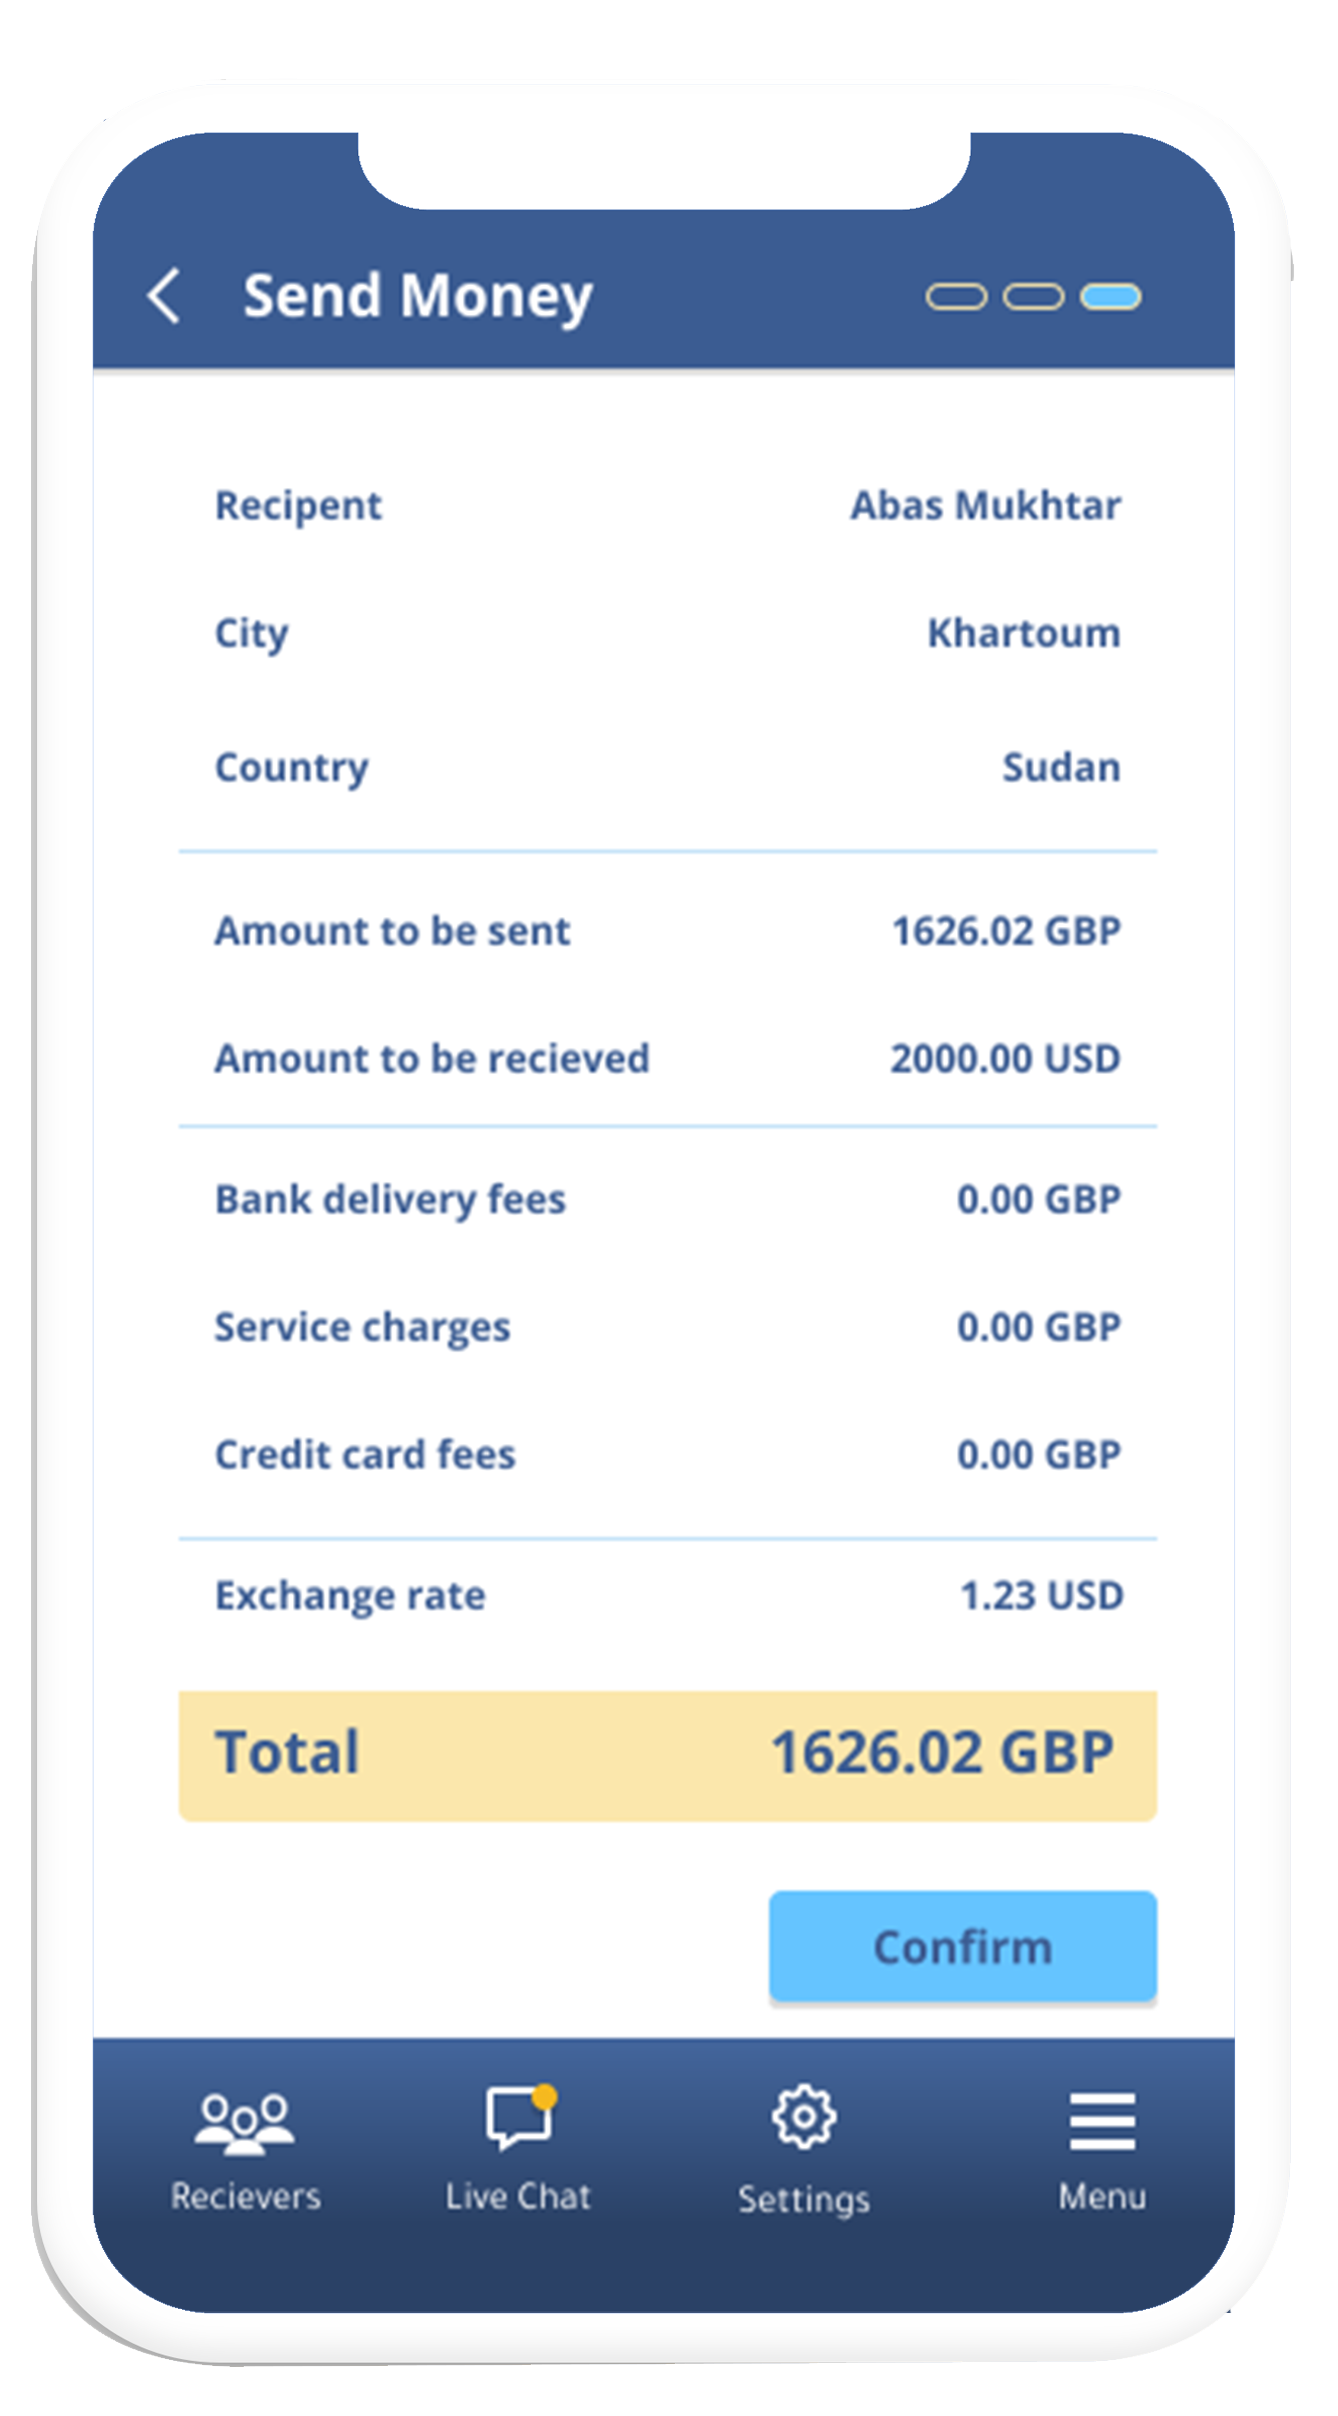 Send Money
Recipent Abas Mukhtar
City Khartoum
Country Sudan
Amount to be sent 1626.02 GBP
Amount to be recieved 2000.00 USD
Bank delivery fees 0.00 GBP
Service charges 0.00 GBP
Credit card fees 0.00 GBP
Exchange rate 1.23 USD
Total 1626.02 GBP
Confirm
Recievers Live Chat Settings Menu